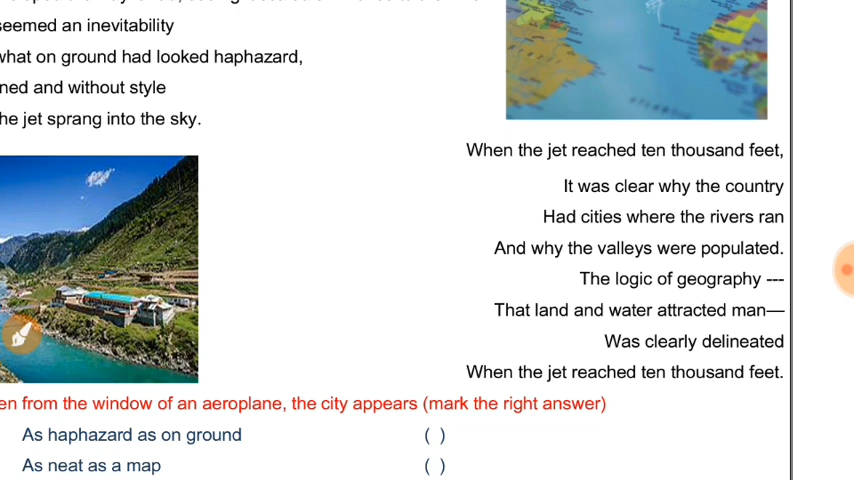 seemed an inevitability
what on ground had looked haphazard,
ned and without style
he jet sprang into the sky.
When the jet reached ten thousand feet,
It was clear why the country
Had cities where the rivers ran
And why the valleys were populated.
The logic of geography ---
That land and water attracted man—
Was clearly delineated
When the jet reached ten thousand feet.
en from the window of an aeroplane, the city appears (mark the right answer)
As haphazard as on ground ( )
As neat as a map ( )